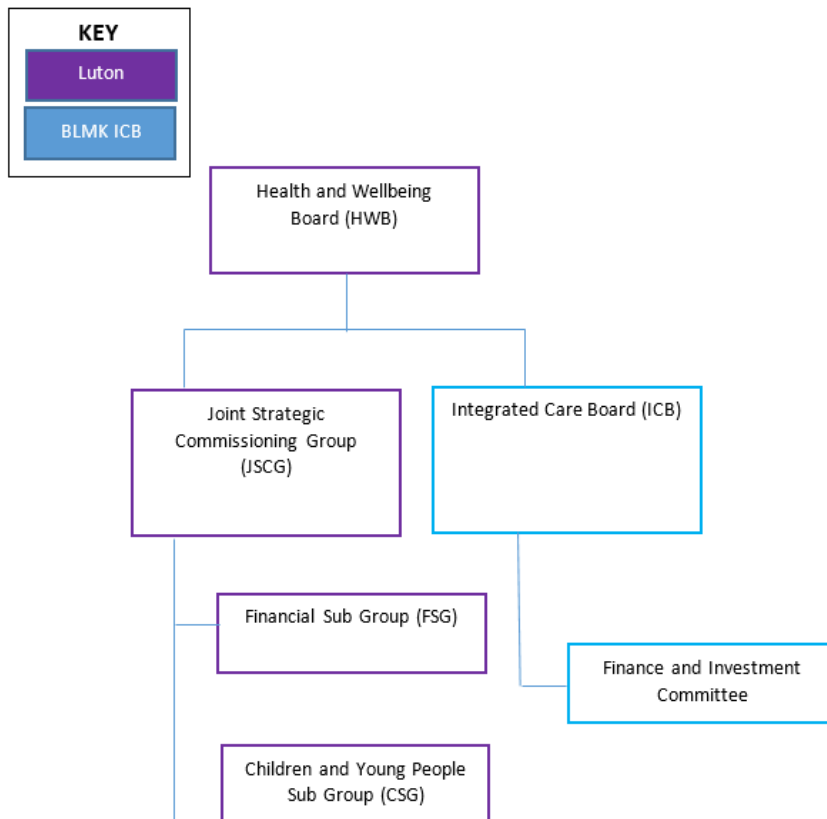 KEY
Luton
BLMK ICB
Health and Wellbeing
Board (HWB)
Joint Strategic
Commissioning Group
(JSCG)
Integrated Care Board (ICB)
Financial Sub Group (FSG)
Finance and Investment
Committee
Children and Young People
Sub Group (CSG)